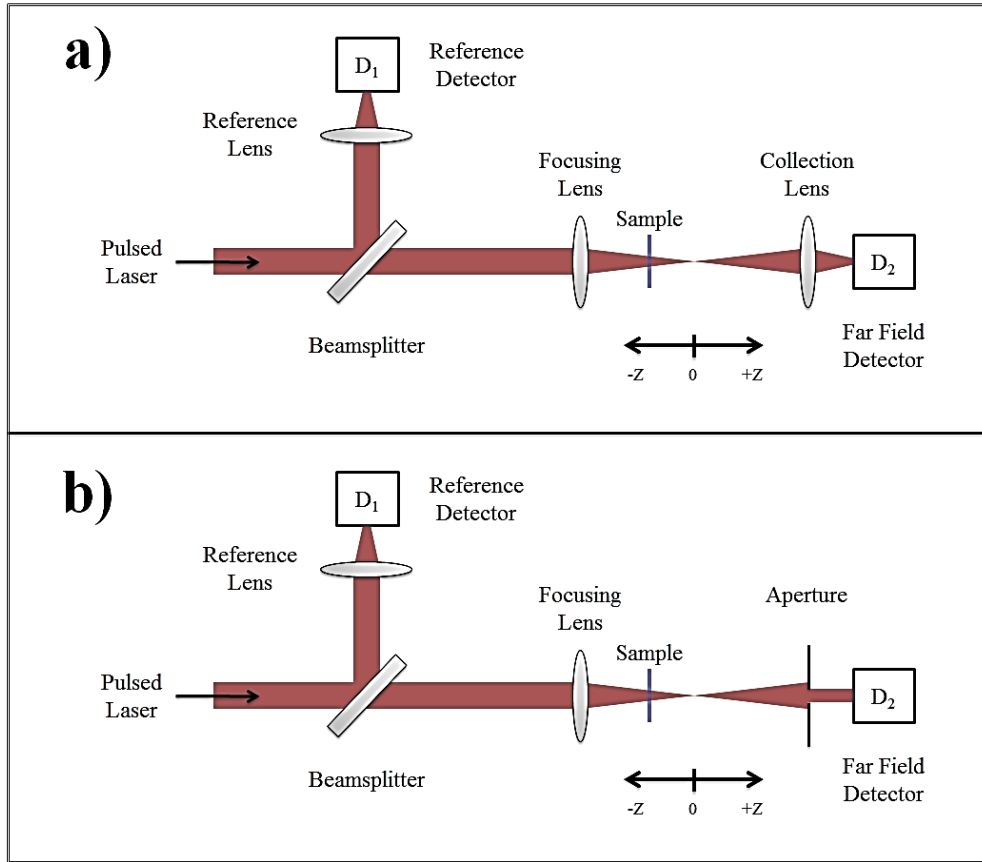 a)
D1
Reference
Detector
Reference
Lens
Focusing
Lens
Collection
Lens
Sample
Pulsed
Laser
D2
Beamsplitter
Far Field
Detector
-Z 0 +Z
b)
D1
Reference
Detector
Reference
Lens
Focusing
Lens
Aperture
Sample
Pulsed
Laser
D2
Beamsplitter
Far Field
Detector
-Z 0 +Z